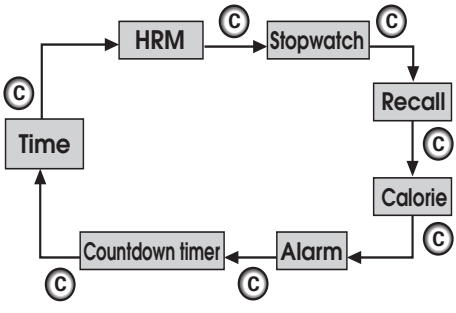 C
C
HRM
Stopwatch
C
Recall
Time
C
Calorie
C
Countdown timer
Alarm
C
C